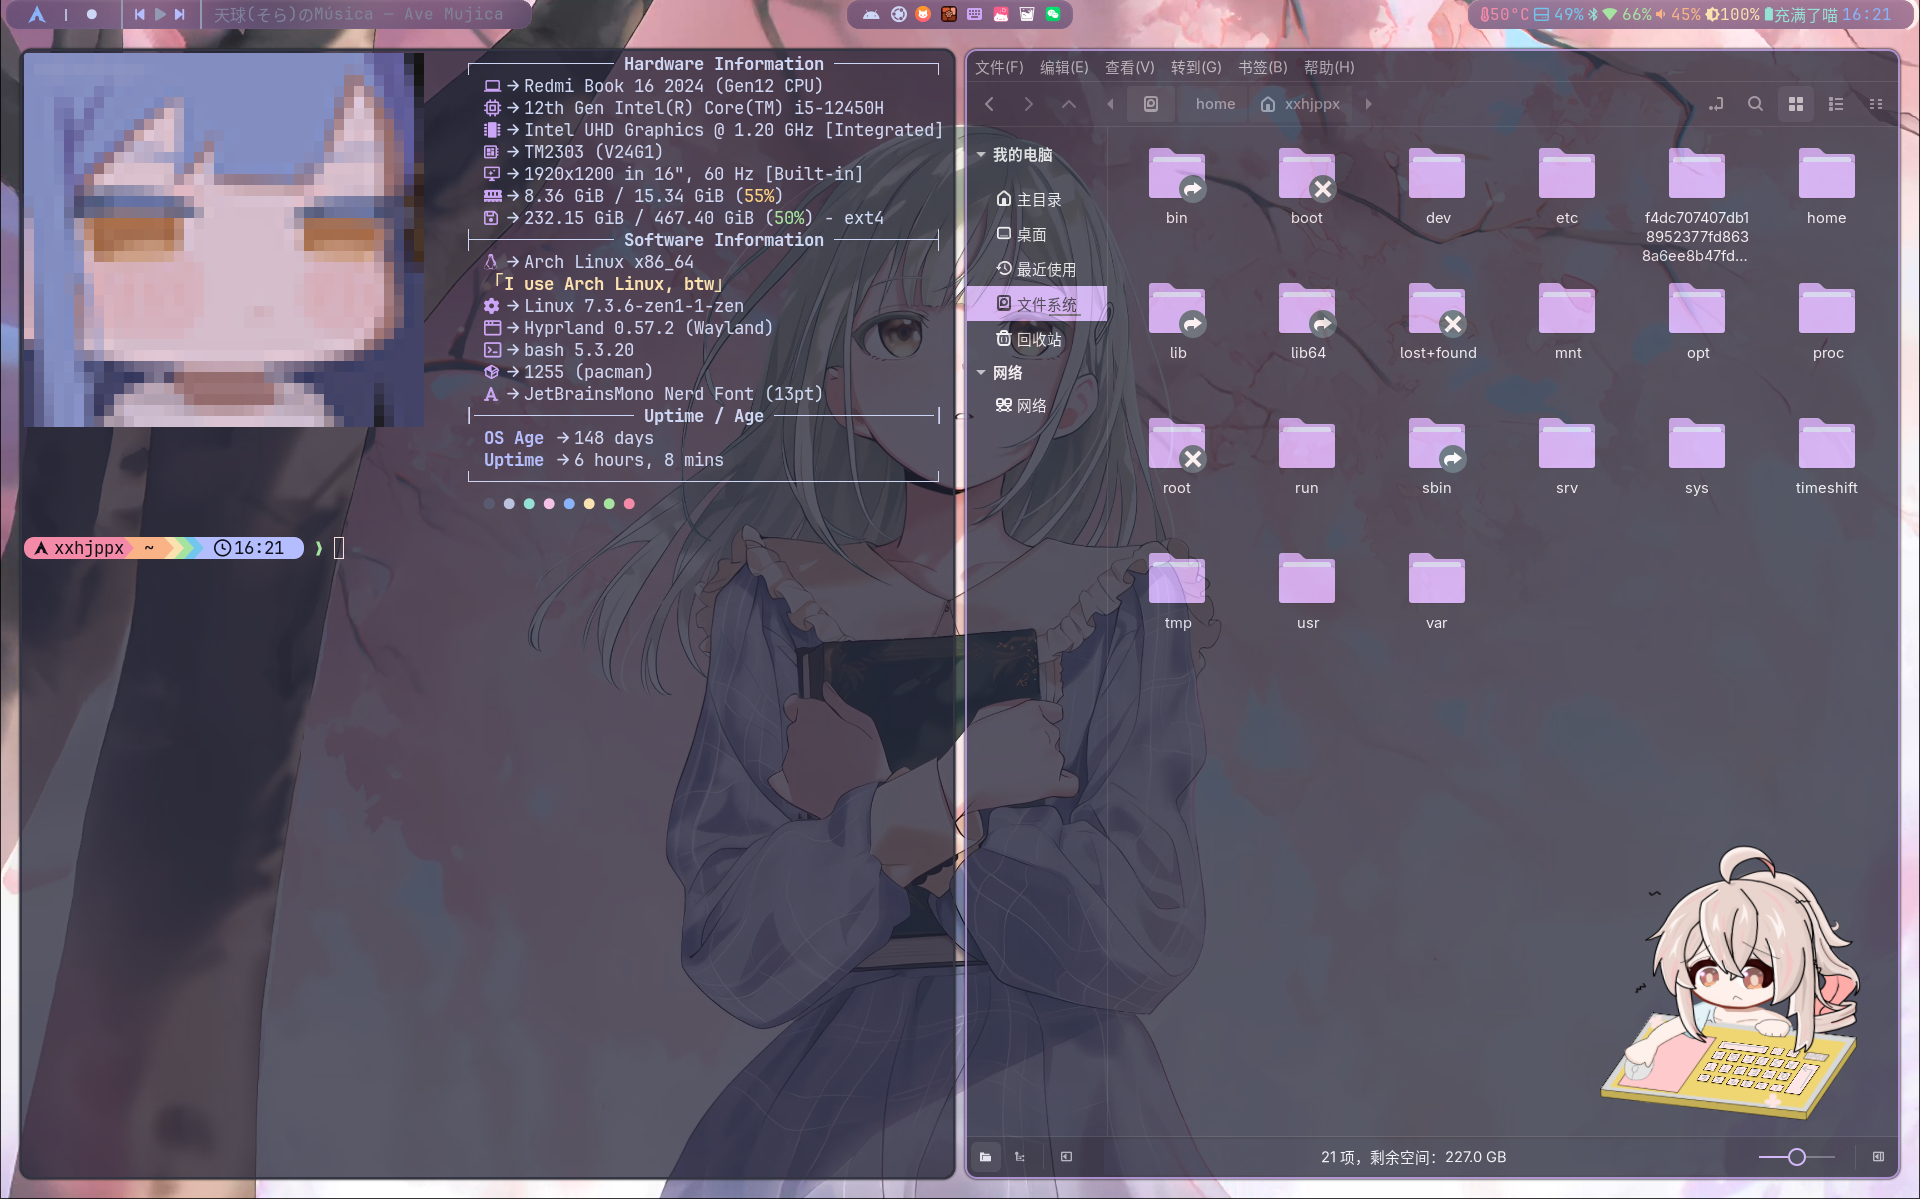 天球(そら)のMúsica — Ave Mujica
50°C 49% 66% 45% 100% 充满了喵 16:21
Hardware Information
Redmi Book 16 2024 (Gen12 CPU)
12th Gen Intel(R) Core(TM) i5-12450H
Intel UHD Graphics @ 1.20 GHz [Integrated]
TM2303 (V24G1)
1920x1200 in 16", 60 Hz [Built-in]
8.36 GiB / 15.34 GiB (55%)
232.15 GiB / 467.40 GiB (50%) - ext4
Software Information
Arch Linux x86_64
「I use Arch Linux, btw」
Linux 7.3.6-zen1-1-zen
Hyprland 0.57.2 (Wayland)
bash 5.3.20
1255 (pacman)
JetBrainsMono Nerd Font (13pt)
Uptime / Age
OS Age → 148 days
Uptime → 6 hours, 8 mins
xxhjppx ~ 16:21 ❯
文件(F) 编辑(E) 查看(V) 转到(G) 书签(B) 帮助(H)
home xxhjppx
我的电脑
主目录
桌面
最近使用
文件系统
回收站
网络
网络
bin boot dev etc f4dc707407db1 home
8952377fd863
8a6ee8b47fd...
lib lib64 lost+found mnt opt proc
root run sbin srv sys timeshift
tmp usr var
21 项，剩余空间：227.0 GB